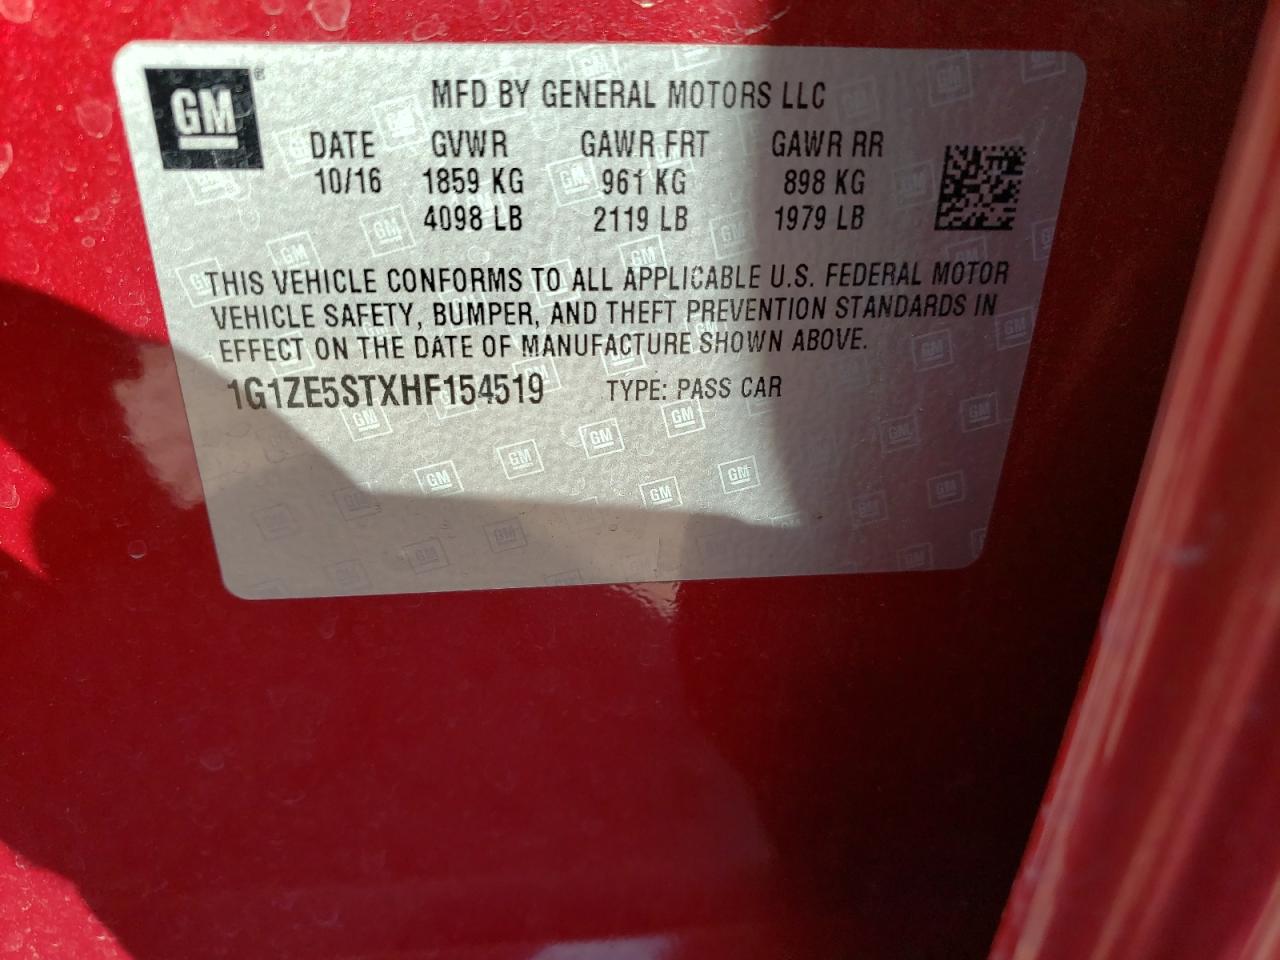 GM ®
MFD BY GENERAL MOTORS LLC
DATE GVWR GAWR FRT GAWR RR
10/16 1859 KG 961 KG 898 KG
4098 LB 2119 LB 1979 LB
THIS VEHICLE CONFORMS TO ALL APPLICABLE U.S. FEDERAL MOTOR
VEHICLE SAFETY, BUMPER, AND THEFT PREVENTION STANDARDS IN
EFFECT ON THE DATE OF MANUFACTURE SHOWN ABOVE.
1G1ZE5STXHF154519 TYPE: PASS CAR